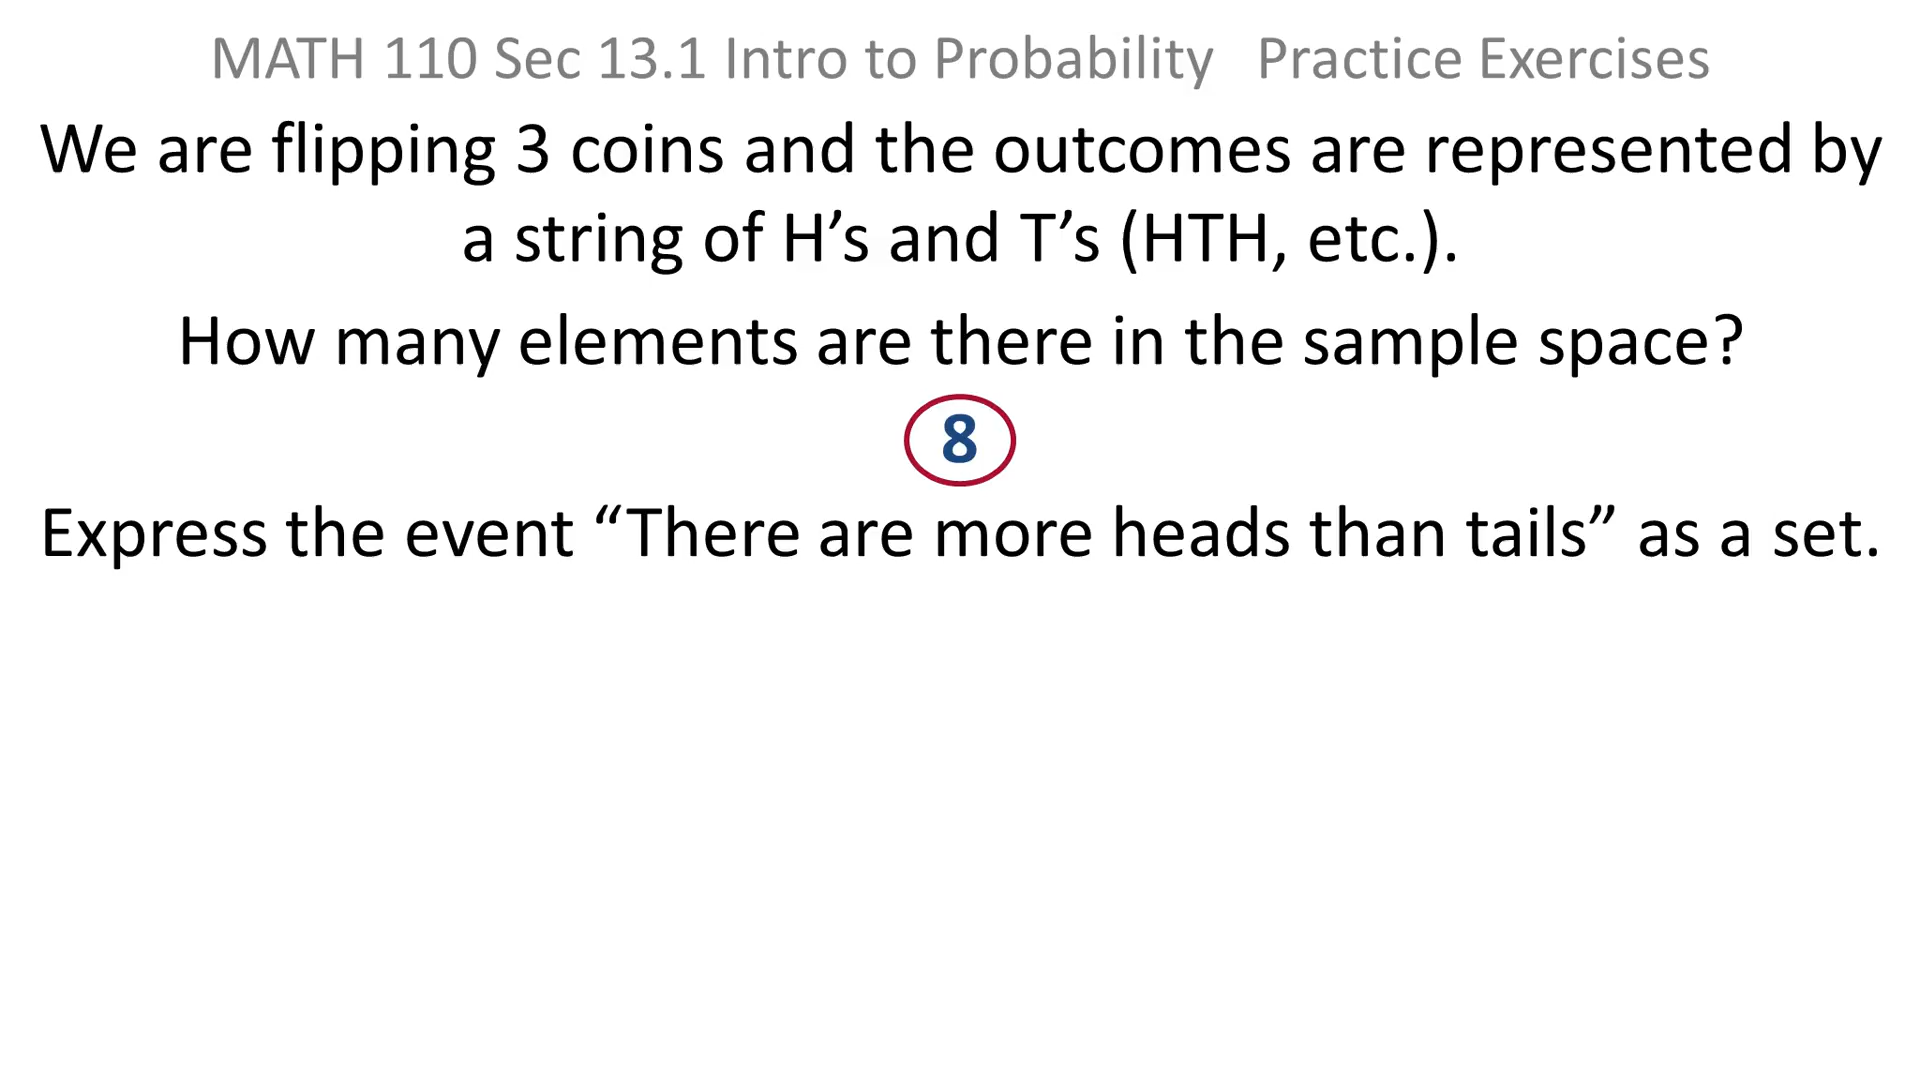 MATH 110 Sec 13.1 Intro to Probability Practice Exercises
We are flipping 3 coins and the outcomes are represented by
a string of H’s and T’s (HTH, etc.).
How many elements are there in the sample space?
8
Express the event “There are more heads than tails” as a set.